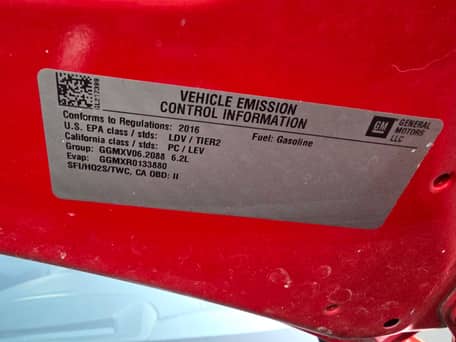 VEHICLE EMISSION
CONTROL INFORMATION
Conforms to Regulations: 2016
Fuel: Gasoline
U.S. EPA class / stds: LDV / TIER2
California class / stds: PC / LEV
Group: GGMXV06.2088 6.2L
Evap: GGMXR0133880
SFI/HO2S/TWC, CA OBD: II
GM
GENERAL
MOTORS
LLC